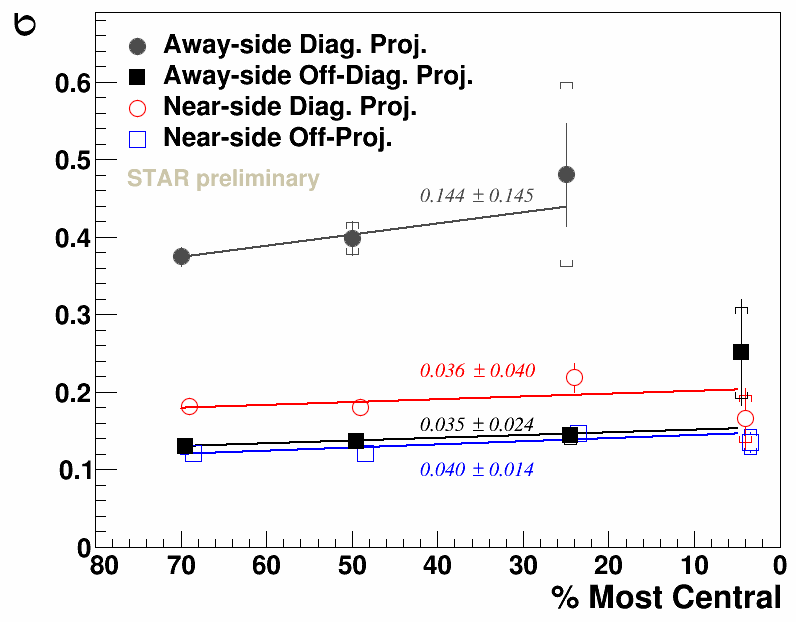 σ
Away-side Diag. Proj.
Away-side Off-Diag. Proj.
Near-side Diag. Proj.
Near-side Off-Proj.
STAR preliminary
0.6
0.5
0.4
0.3
0.2
0.1
0
0.144 ± 0.145
0.036 ± 0.040
0.035 ± 0.024
0.040 ± 0.014
80 70 60 50 40 30 20 10 0
% Most Central